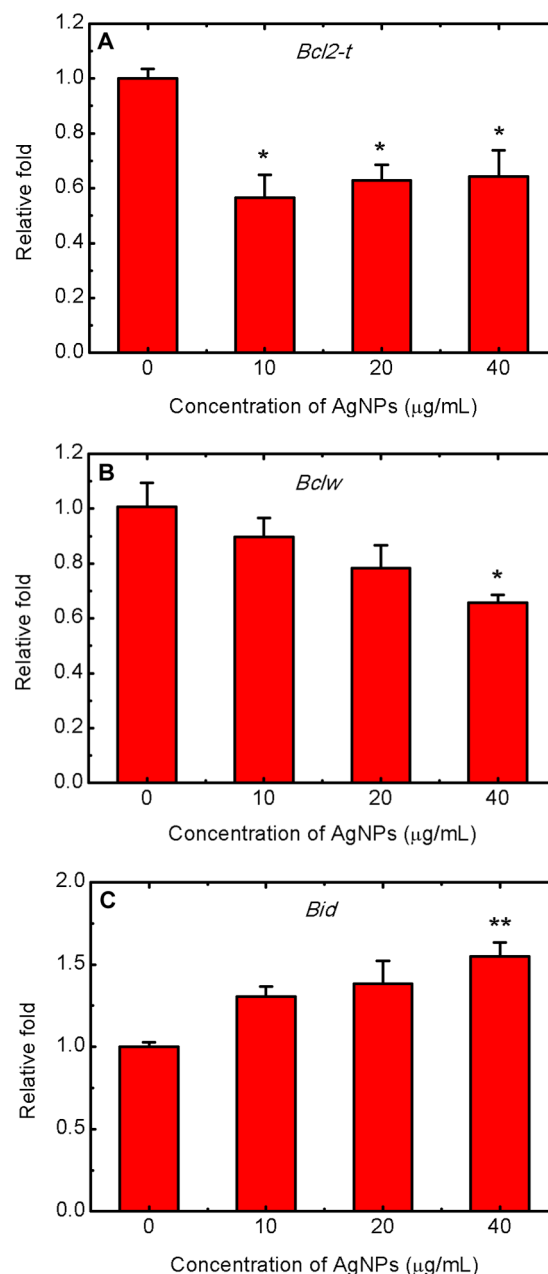 A
Bcl2-t
1.2
1.0
0.8
0.6
0.4
0.2
0.0
Relative fold
* * *
0 10 20 40
Concentration of AgNPs (μg/mL)
B
Bclw
1.2
1.0
0.8
0.6
0.4
0.2
0.0
Relative fold
*
0 10 20 40
Concentration of AgNPs (μg/mL)
C
Bid
2.0
1.5
1.0
0.5
0.0
Relative fold
**
0 10 20 40
Concentration of AgNPs (μg/mL)